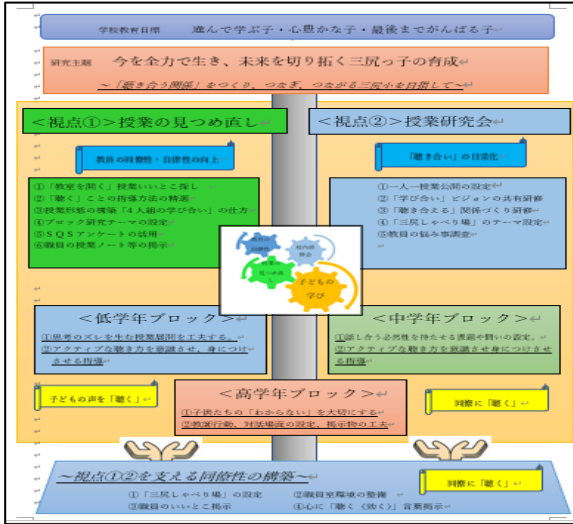 学校教育目標　進んで学ぶ子・心豊かな子・最後までがんばる子
研究主題　今を全力で生き、未来を切り拓く三尻っ子の育成
～「聴き合う関係」をつくり、つなぎ、つながる三尻小を目指して～
＜視点①＞授業の見つめ直し
教師の同僚性・自律性の向上
①「教室を開く」授業いいとこ探し
②「聴く」ことの指導方法の精選
③授業形態の構築「4人組の学び合い」の仕方
④ブロック研究テーマの設定
⑤SQSアンケートの活用
⑥職員の授業ノート等の掲示
＜視点②＞授業研究会
「聴き合い」の日常化
①一人一授業公開の設定
②「学び合い」ビジョンの共有研修
③「聴き合える」関係づくり研修
④「三尻しゃべり場」のテーマ設定
⑤教員の悩み事調査
校内研
修会
授業の
見つめ直
し
子どもの
学び
＜低学年ブロック＞
①思考のズレを生む授業展開を工夫する。
②アクティブな聴き方を意識させ、身につけ
させる指導
子どもの声を「聴く」
＜中学年ブロック＞
①話し合う必然性を持たせる課題や問いの設定。
②アクティブな聴き方を意識させ身につけさせ
る指導
同僚に「聴く」
＜高学年ブロック＞
①子供たちの「わからない」を大切にする
②教師行動、対話場面の設定、掲示物の工夫
～視点①②を支える同僚性の構築～
①「三尻しゃべり場」の設定　②職員室環境の整備
③職員のいいとこ掲示　④心に「聴く〈効く〉」言葉掲示
同僚に「聴く」